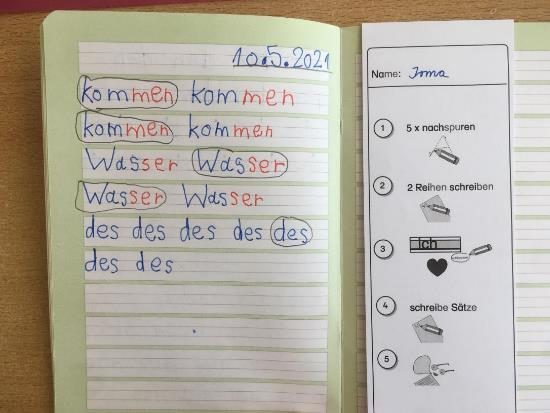 10.5.2021
kommen kommen
kommen kommen
Wasser Wasser
Wasser Wasser
des des des des des
des des
Name: Toma
1 5 x nachspuren
2 2 Reihen schreiben
3 Ich
4 schreibe Sätze
5